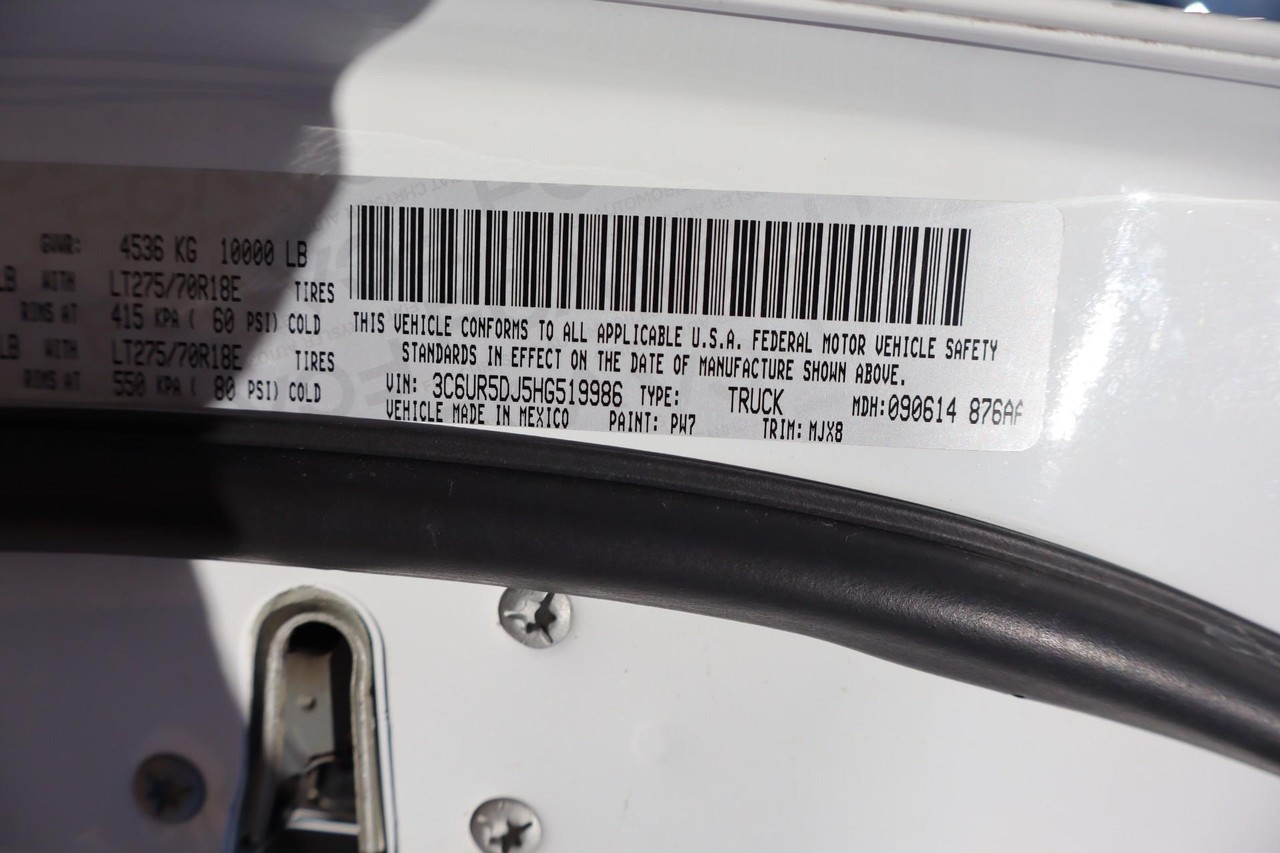 GVWR: 4536 KG 10000 LB
LB WITH LT275/70R18E TIRES
RIMS AT 415 KPA ( 60 PSI) COLD
LB WITH LT275/70R18E TIRES
RIMS AT 550 KPA ( 80 PSI) COLD
THIS VEHICLE CONFORMS TO ALL APPLICABLE U.S.A. FEDERAL MOTOR VEHICLE SAFETY
STANDARDS IN EFFECT ON THE DATE OF MANUFACTURE SHOWN ABOVE.
VIN: 3C6UR5DJ5HG519986 TYPE: TRUCK MDH:090614 876AA
VEHICLE MADE IN MEXICO PAINT: PW7 TRIM: MJX8